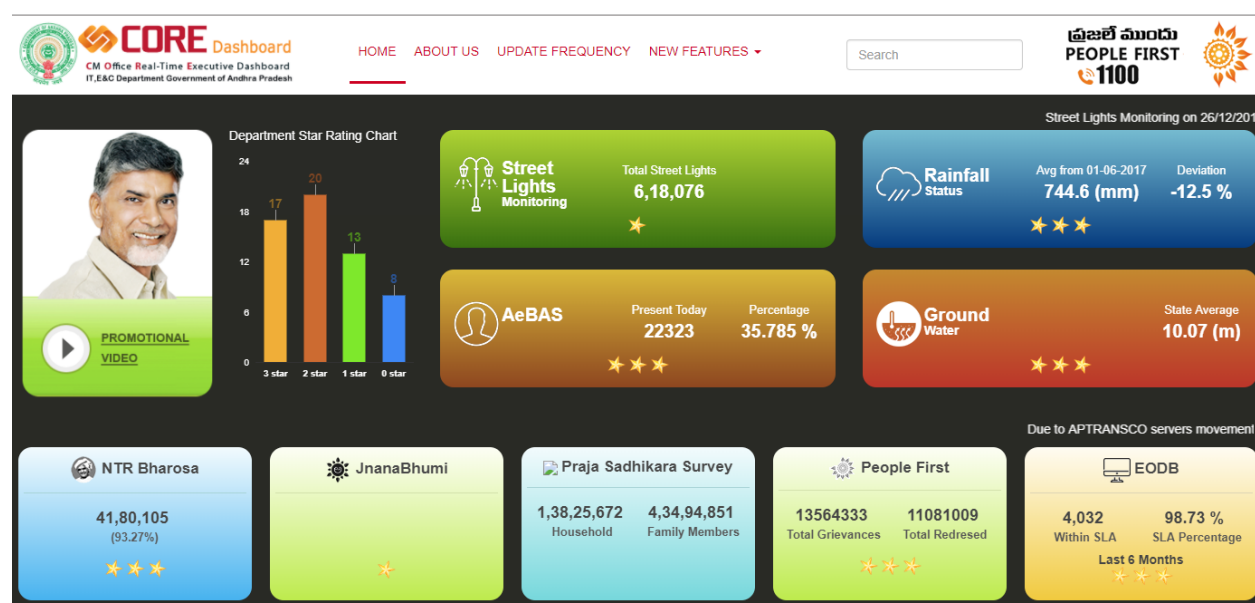 CORE Dashboard
CM Office Real-Time Executive Dashboard
IT,E&C Department Government of Andhra Pradesh
HOME ABOUT US UPDATE FREQUENCY NEW FEATURES
Search
ప్రజలే ముందు
PEOPLE FIRST
1100
Street Lights Monitoring on 26/12/201
PROMOTIONAL
VIDEO
Department Star Rating Chart
24
18
12
6
0
17
20
13
8
3 star 2 star 1 star 0 star
Street
Lights
Monitoring
Total Street Lights
6,18,076
Rainfall
Status
Avg from 01-06-2017 Deviation
744.6 (mm) -12.5 %
AeBAS
Present Today Percentage
22323 35.785 %
Ground
Water
State Average
10.07 (m)
Due to APTRANSCO servers movement
NTR Bharosa
41,80,105
(93.27%)
JnanaBhumi
Praja Sadhikara Survey
1,38,25,672 4,34,94,851
Household Family Members
People First
13564333 11081009
Total Grievances Total Redresed
EODB
4,032 98.73 %
Within SLA SLA Percentage
Last 6 Months